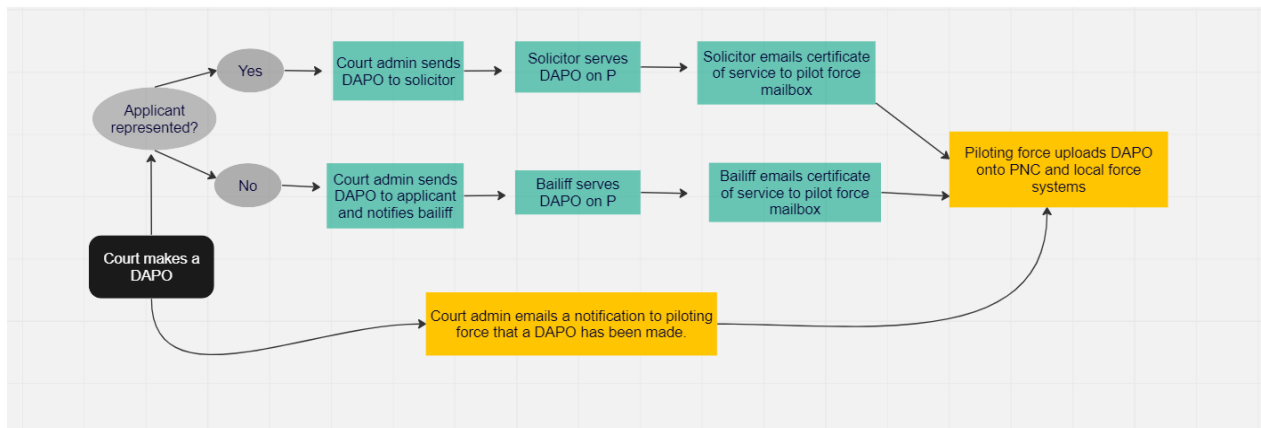 Yes
Court admin sends
DAPO to solicitor
Solicitor serves
DAPO on P
Solicitor emails certificate
of service to pilot force
mailbox
Applicant
represented?
Piloting force uploads DAPO
onto PNC and local force
systems
No
Court admin sends
DAPO to applicant
and notifies bailiff
Bailiff serves
DAPO on P
Bailiff emails certificate
of service to pilot force
mailbox
Court makes a
DAPO
Court admin emails a notification to piloting
force that a DAPO has been made.